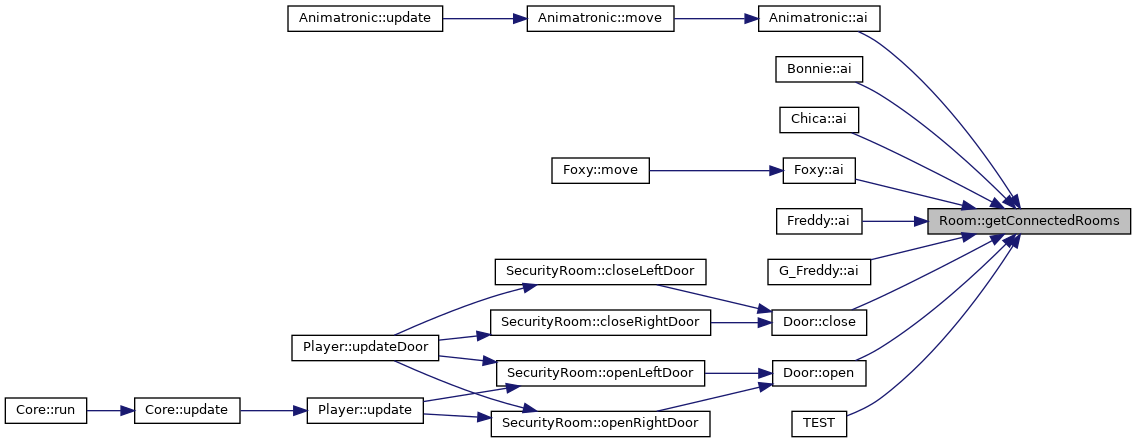 Animatronic::update
Animatronic::move
Animatronic::ai
Bonnie::ai
Chica::ai
Foxy::move
Foxy::ai
Room::getConnectedRooms
Freddy::ai
G_Freddy::ai
SecurityRoom::closeLeftDoor
SecurityRoom::closeRightDoor
Door::close
Player::updateDoor
SecurityRoom::openLeftDoor
Door::open
Core::run
Core::update
Player::update
SecurityRoom::openRightDoor
TEST